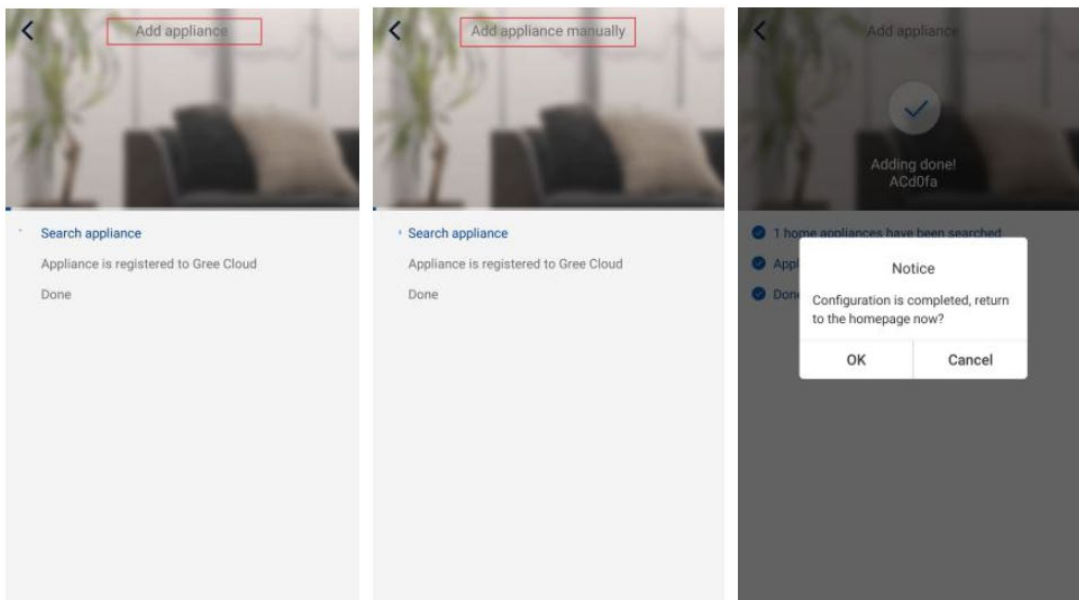 Add appliance
Search appliance
Appliance is registered to Gree Cloud
Done
Add appliance manually
Search appliance
Appliance is registered to Gree Cloud
Done
Add appliance
Adding done!
ACd0fa
1 home appliances have been searched
Appl
Done
Notice
Configuration is completed, return
to the homepage now?
OK
Cancel